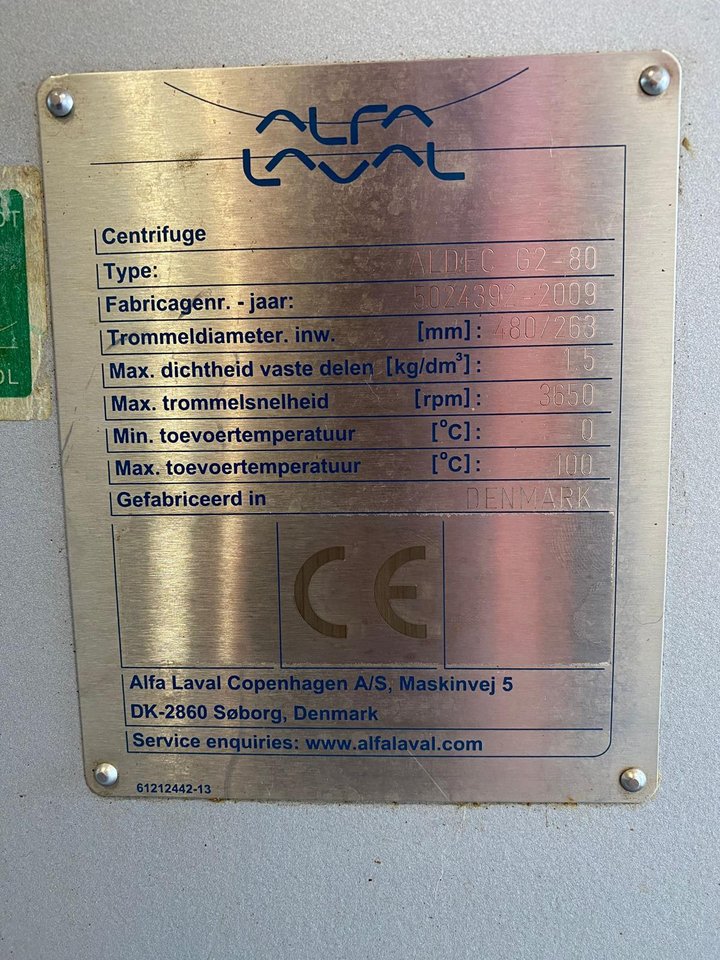 ALFA
LAVAL
Centrifuge
Type: ALDEC G2-80
Fabricagenr. - jaar: 5024392-2009
Trommeldiameter. inw. [mm]: 480/263
Max. dichtheid vaste delen [kg/dm³]: 1.5
Max. trommelsnelheid [rpm]: 3650
Min. toevoertemperatuur [°C]: 0
Max. toevoertemperatuur [°C]: 100
Gefabriceerd in DENMARK
CE
Alfa Laval Copenhagen A/S, Maskinvej 5
DK-2860 Søborg, Denmark
Service enquiries: www.alfalaval.com
61212442-13